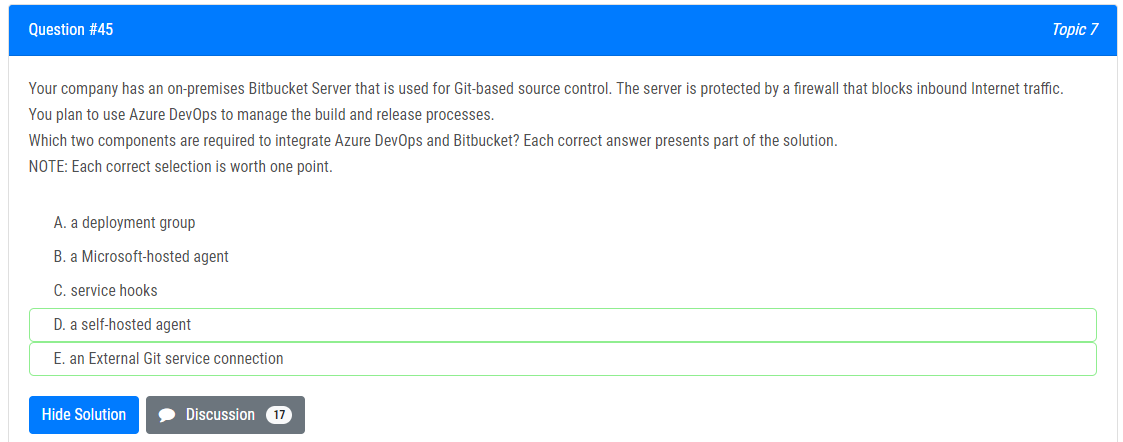 Question #45
Topic 7
Your company has an on-premises Bitbucket Server that is used for Git-based source control. The server is protected by a firewall that blocks inbound Internet traffic.
You plan to use Azure DevOps to manage the build and release processes.
Which two components are required to integrate Azure DevOps and Bitbucket? Each correct answer presents part of the solution.
NOTE: Each correct selection is worth one point.
A. a deployment group
B. a Microsoft-hosted agent
C. service hooks
D. a self-hosted agent
E. an External Git service connection
Hide Solution
Discussion 17